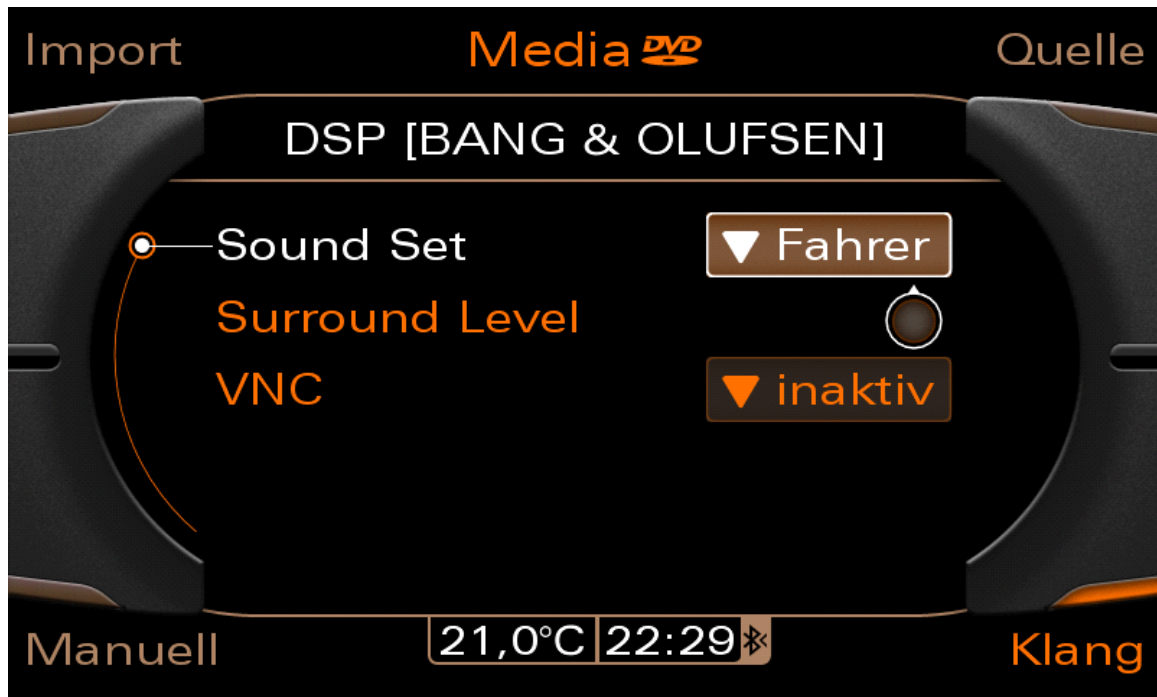 Import Media DVD Quelle
DSP [BANG & OLUFSEN]
Sound Set Fahrer
Surround Level
VNC inaktiv
Manuell 21,0°C 22:29 Klang